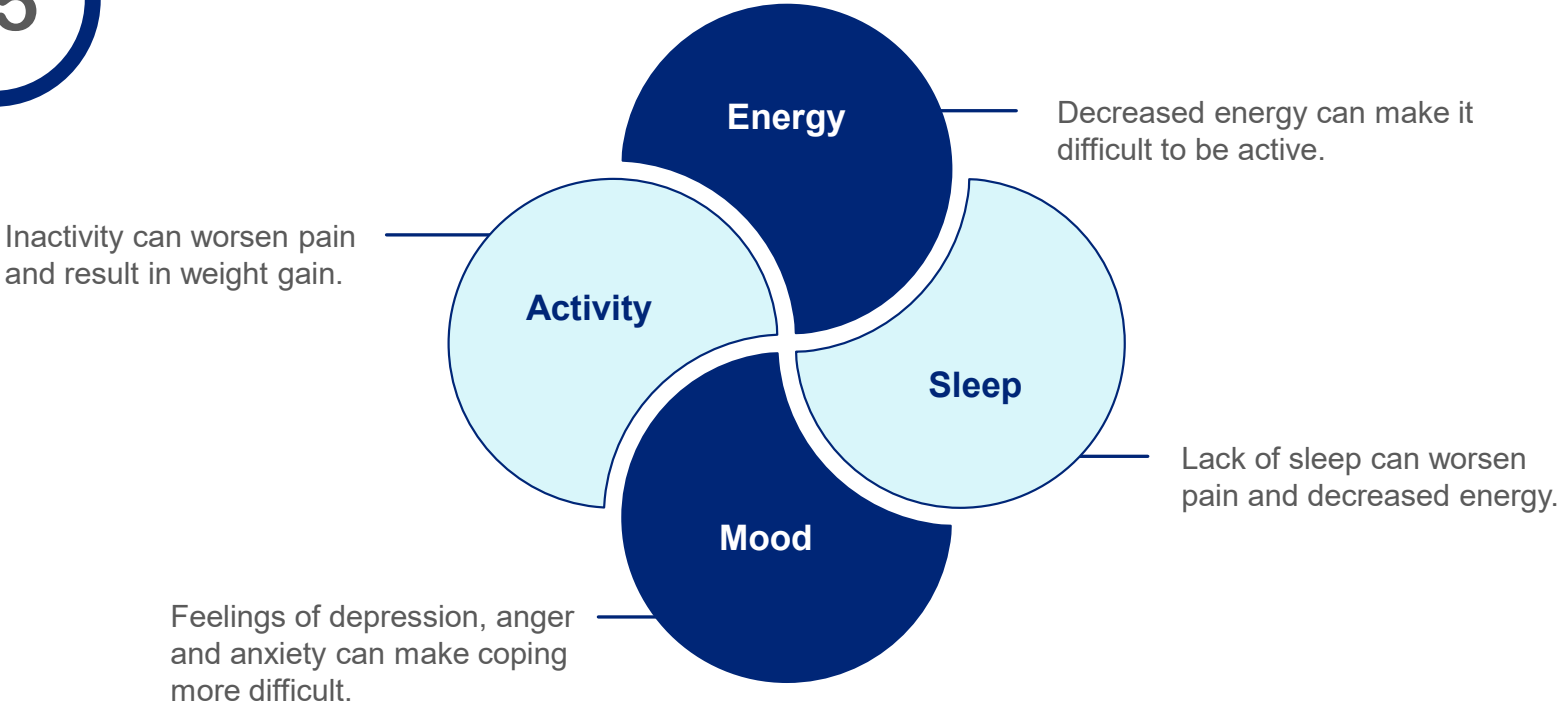 5
Energy
Decreased energy can make it
difficult to be active.
Inactivity can worsen pain
and result in weight gain.
Activity
Sleep
Lack of sleep can worsen
pain and decreased energy.
Mood
Feelings of depression, anger
and anxiety can make coping
more difficult.